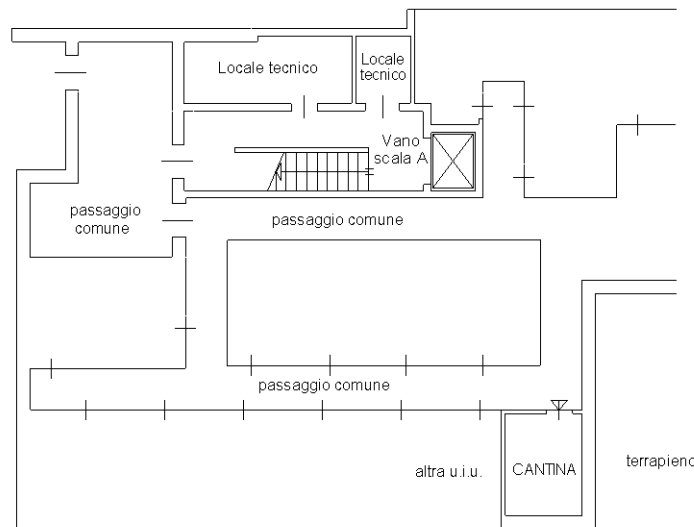 Locale tecnico
Locale
tecnico
Vano
scala A
passaggio
comune
passaggio comune
passaggio comune
altra u.i.u.
CANTINA
terrapieno